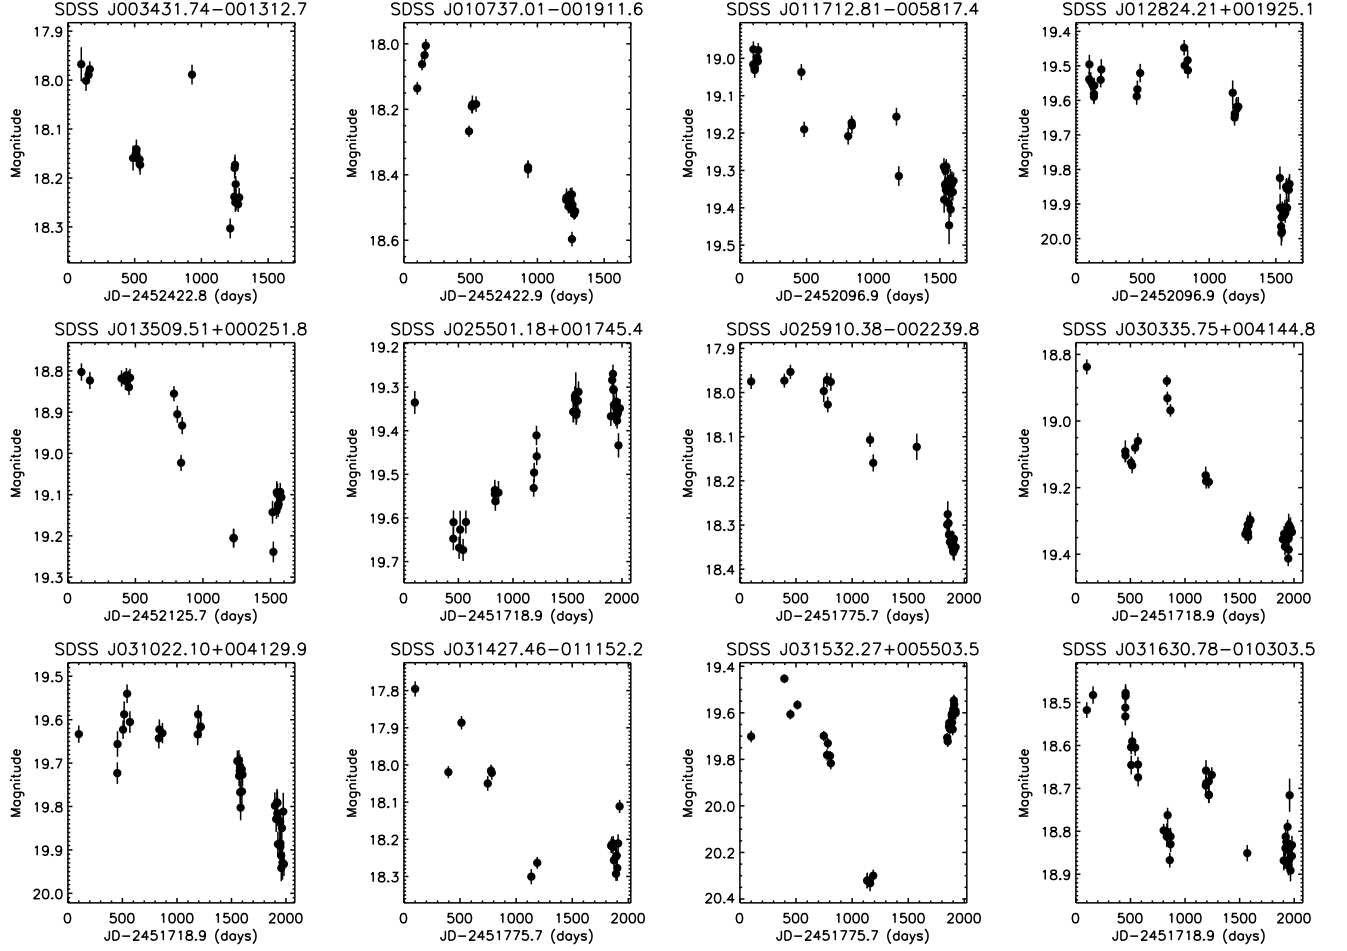 SDSS J003431.74−001312.7
SDSS J010737.01−001911.6
SDSS J011712.81−005817.4
SDSS J012824.21+001925.1
17.9
18.0
18.1
18.2
18.3
Magnitude
0 500 1000 1500
JD−2452422.8 (days)
18.0
18.2
18.4
18.6
Magnitude
0 500 1000 1500
JD−2452422.9 (days)
19.0
19.1
19.2
19.3
19.4
19.5
Magnitude
0 500 1000 1500
JD−2452096.9 (days)
19.4
19.5
19.6
19.7
19.8
19.9
20.0
Magnitude
0 500 1000 1500
JD−2452096.9 (days)
SDSS J013509.51+000251.8
SDSS J025501.18+001745.4
SDSS J025910.38−002239.8
SDSS J030335.75+004144.8
18.8
18.9
19.0
19.1
19.2
19.3
Magnitude
0 500 1000 1500
JD−2452125.7 (days)
19.2
19.3
19.4
19.5
19.6
19.7
Magnitude
0 500 1000 1500 2000
JD−2451718.9 (days)
17.9
18.0
18.1
18.2
18.3
18.4
Magnitude
0 500 1000 1500 2000
JD−2451775.7 (days)
18.8
19.0
19.2
19.4
Magnitude
0 500 1000 1500 2000
JD−2451718.9 (days)
SDSS J031022.10+004129.9
SDSS J031427.46−011152.2
SDSS J031532.27+005503.5
SDSS J031630.78−010303.5
19.5
19.6
19.7
19.8
19.9
20.0
Magnitude
0 500 1000 1500 2000
JD−2451718.9 (days)
17.8
17.9
18.0
18.1
18.2
18.3
Magnitude
0 500 1000 1500 2000
JD−2451775.7 (days)
19.4
19.6
19.8
20.0
20.2
20.4
Magnitude
0 500 1000 1500 2000
JD−2451775.7 (days)
18.5
18.6
18.7
18.8
18.9
Magnitude
0 500 1000 1500 2000
JD−2451718.9 (days)